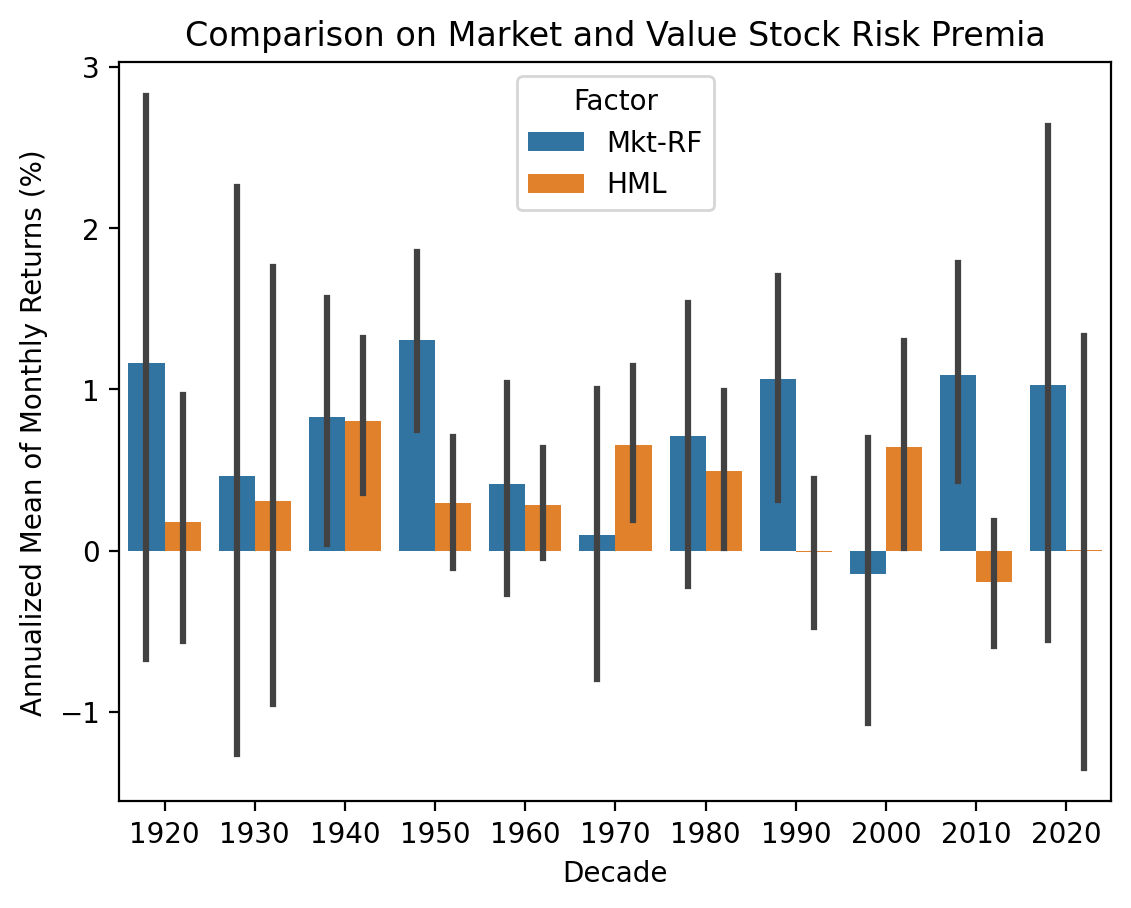 Comparison on Market and Value Stock Risk Premia
Annualized Mean of Monthly Returns (%)
3
2
1
0
−1
Factor
Mkt-RF
HML
1920 1930 1940 1950 1960 1970 1980 1990 2000 2010 2020
Decade